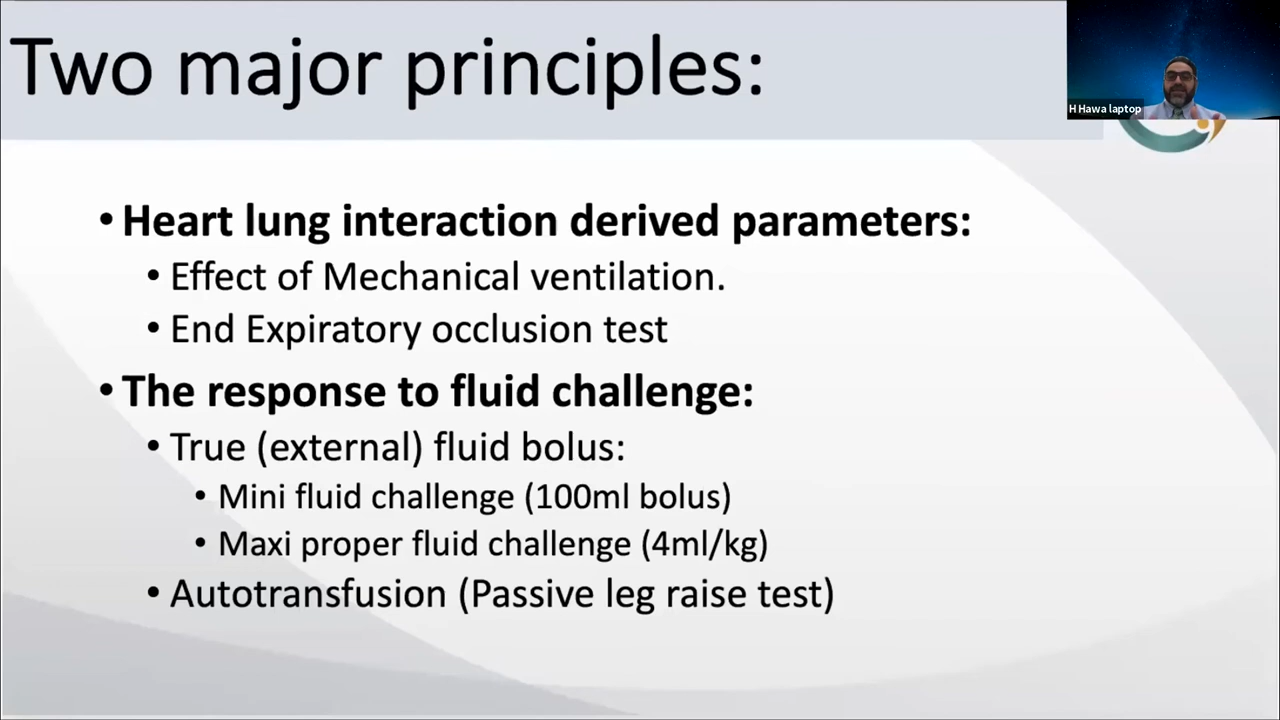 Two major principles:
H Hawa laptop
• Heart lung interaction derived parameters:
• Effect of Mechanical ventilation.
• End Expiratory occlusion test
• The response to fluid challenge:
• True (external) fluid bolus:
• Mini fluid challenge (100ml bolus)
• Maxi proper fluid challenge (4ml/kg)
• Autotransfusion (Passive leg raise test)